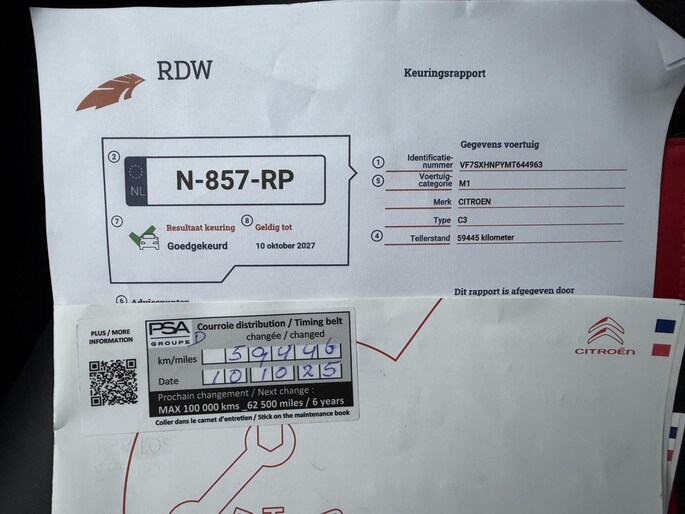 RDW
Keuringsrapport
2
NL
N-857-RP
7 Resultaat keuring
Goedgekeurd
8 Geldig tot
10 oktober 2027
Gegevens voertuig
1 Identificatie-
nummer VF7SXHNPYMT644963
5 Voertuig-
categorie M1
Merk CITROEN
Type C3
4 Tellerstand 59445 kilometer
6 Adviespunten
Dit rapport is afgegeven door
PLUS / MORE
INFORMATION
PSA
GROUPE
Courroie distribution / Timing belt
D
changée / changed
km/miles 59446
Date 101025
Prochain changement / Next change :
MAX 100 000 kms _62 500 miles / 6 years
Coller dans le carnet d'entretien / Stick on the maintenance book
CITROËN